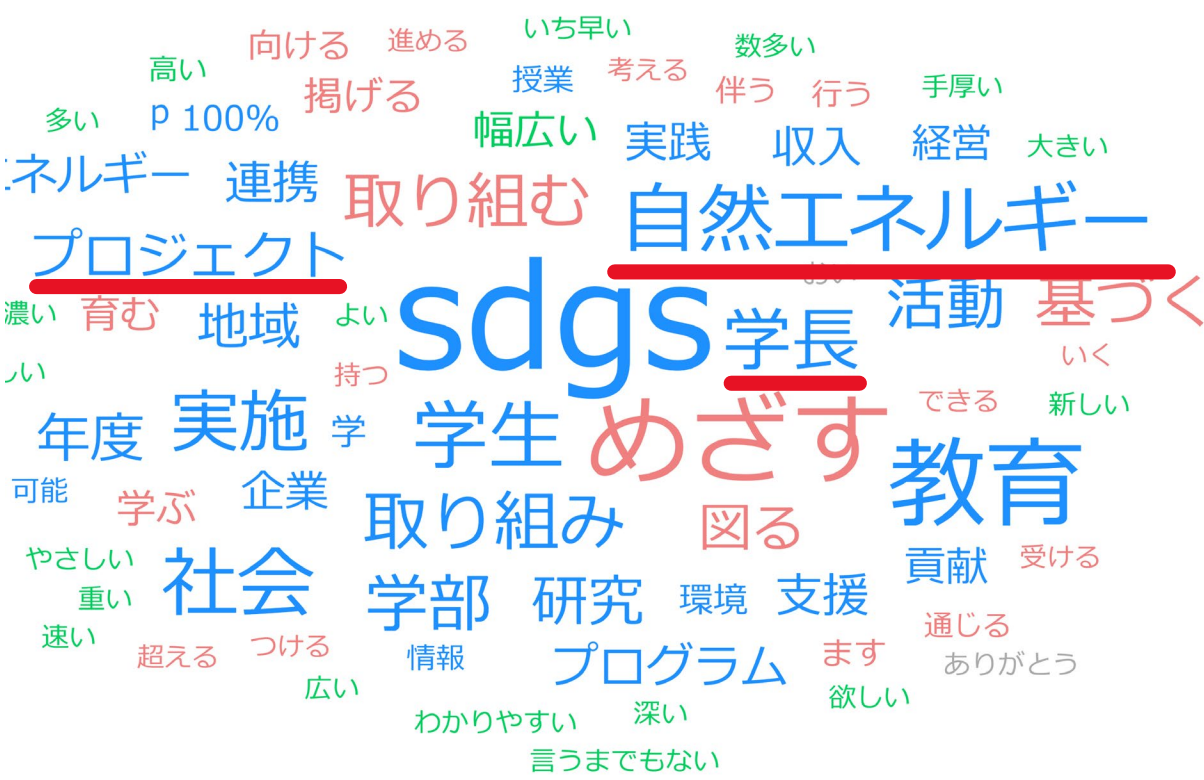 いち早い
向ける 進める 数多い
高い 授業 考える 手厚い
多い p 100% 掲げる 伴う 行う
幅広い 実践 収入 経営 大きい
ネルギー 連携 取り組む 自然エネルギー
プロジェクト
濃い 育む 地域 よい sdgs 学長 活動 基づく
しい 持つ いく
年度 実施 学 学生 めざす できる 新しい
可能 学ぶ 企業 取り組み 図る 教育
やさしい 社会 貢献 受ける
重い 学部 研究 環境 支援
速い 超える つける 情報 プログラム ます 通じる
広い 欲しい ありがとう
わかりやすい 深い
言うまでもない